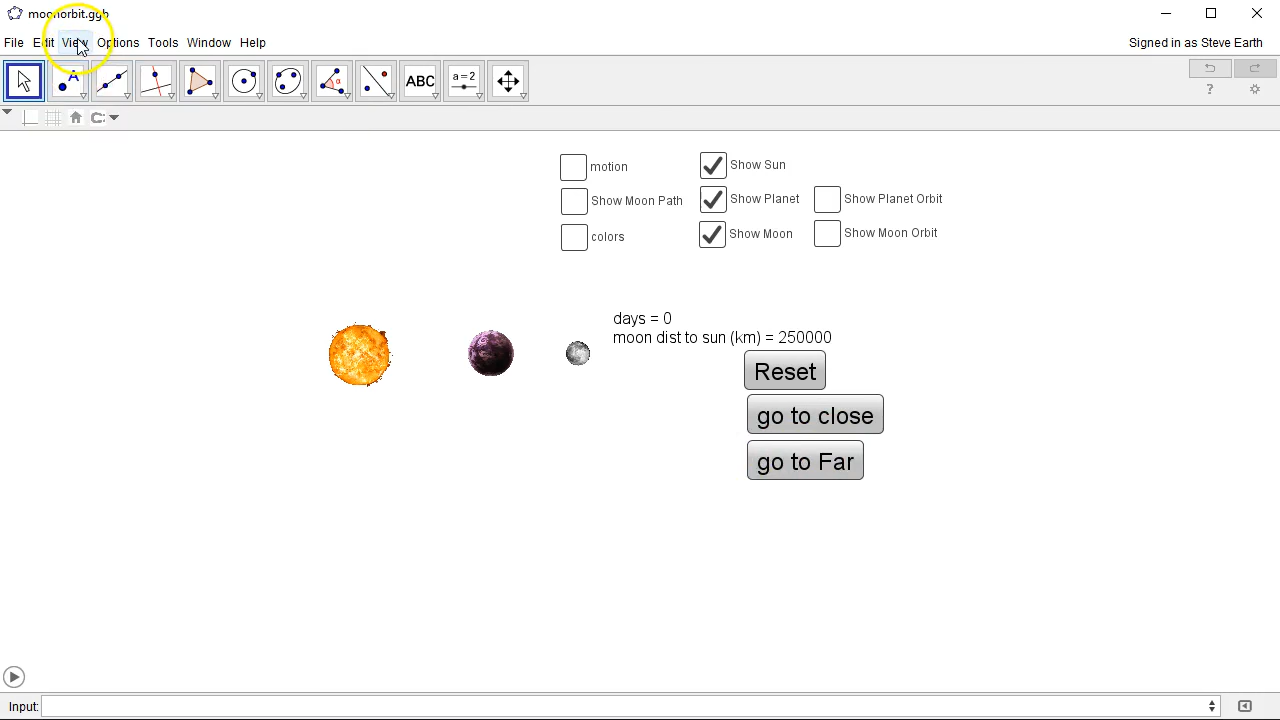 moonorbit.ggb
File Edit View Options Tools Window Help
Signed in as Steve Earth
A
α
ABC
a=2
?
motion
Show Sun
Show Moon Path
Show Planet
Show Planet Orbit
colors
Show Moon
Show Moon Orbit
days = 0
moon dist to sun (km) = 250000
Reset
go to close
go to Far
Input: